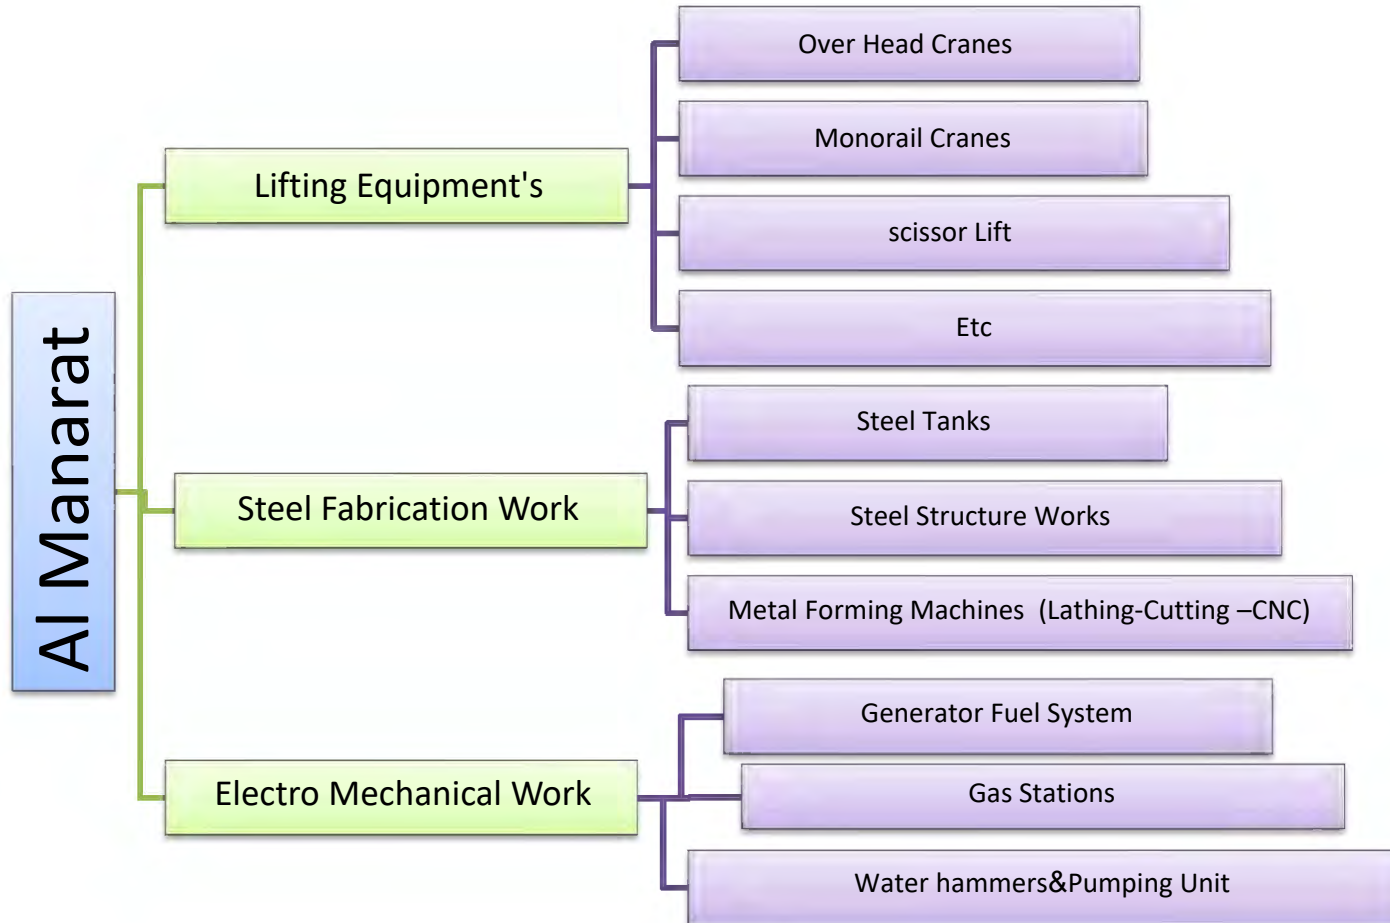 Al Manarat
Lifting Equipment's
Over Head Cranes
Monorail Cranes
scissor Lift
Etc
Steel Fabrication Work
Steel Tanks
Steel Structure Works
Metal Forming Machines (Lathing-Cutting –CNC)
Electro Mechanical Work
Generator Fuel System
Gas Stations
Water hammers&Pumping Unit